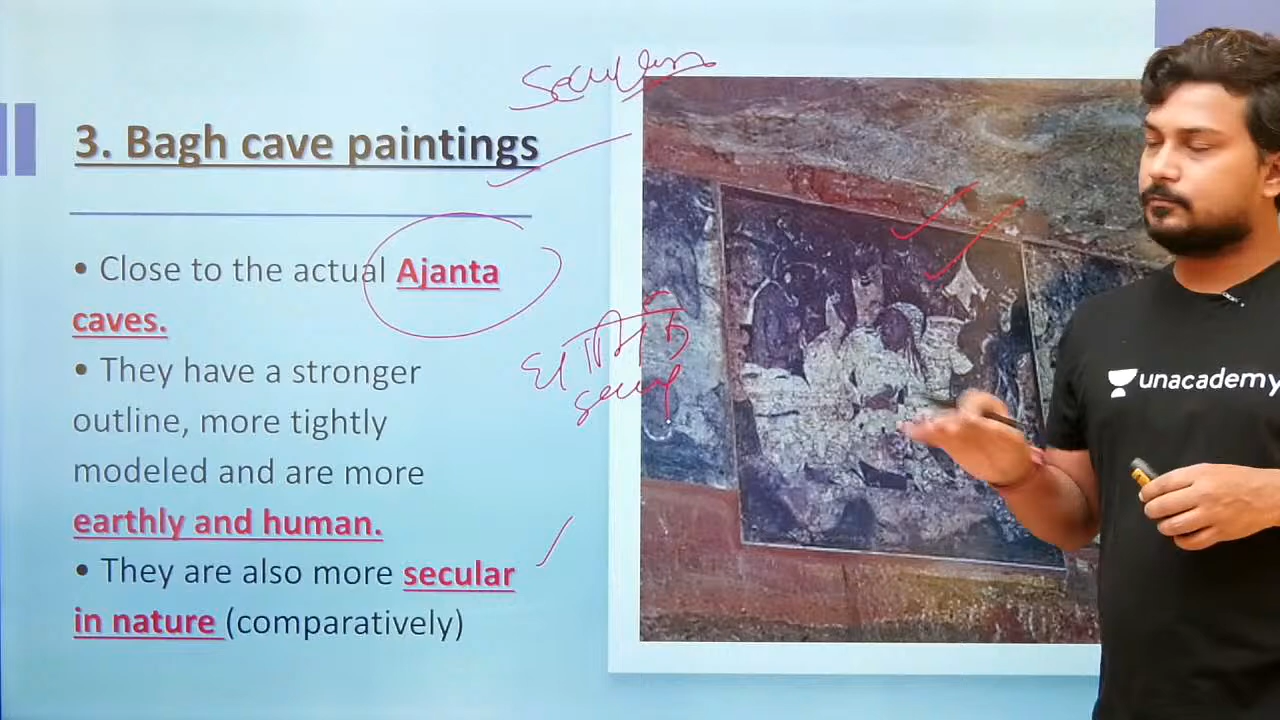 Secular
3. Bagh cave paintings
• Close to the actual Ajanta
caves.
• They have a stronger
outline, more tightly
modeled and are more
earthly and human.
• They are also more secular
in nature (comparatively)
unacademy